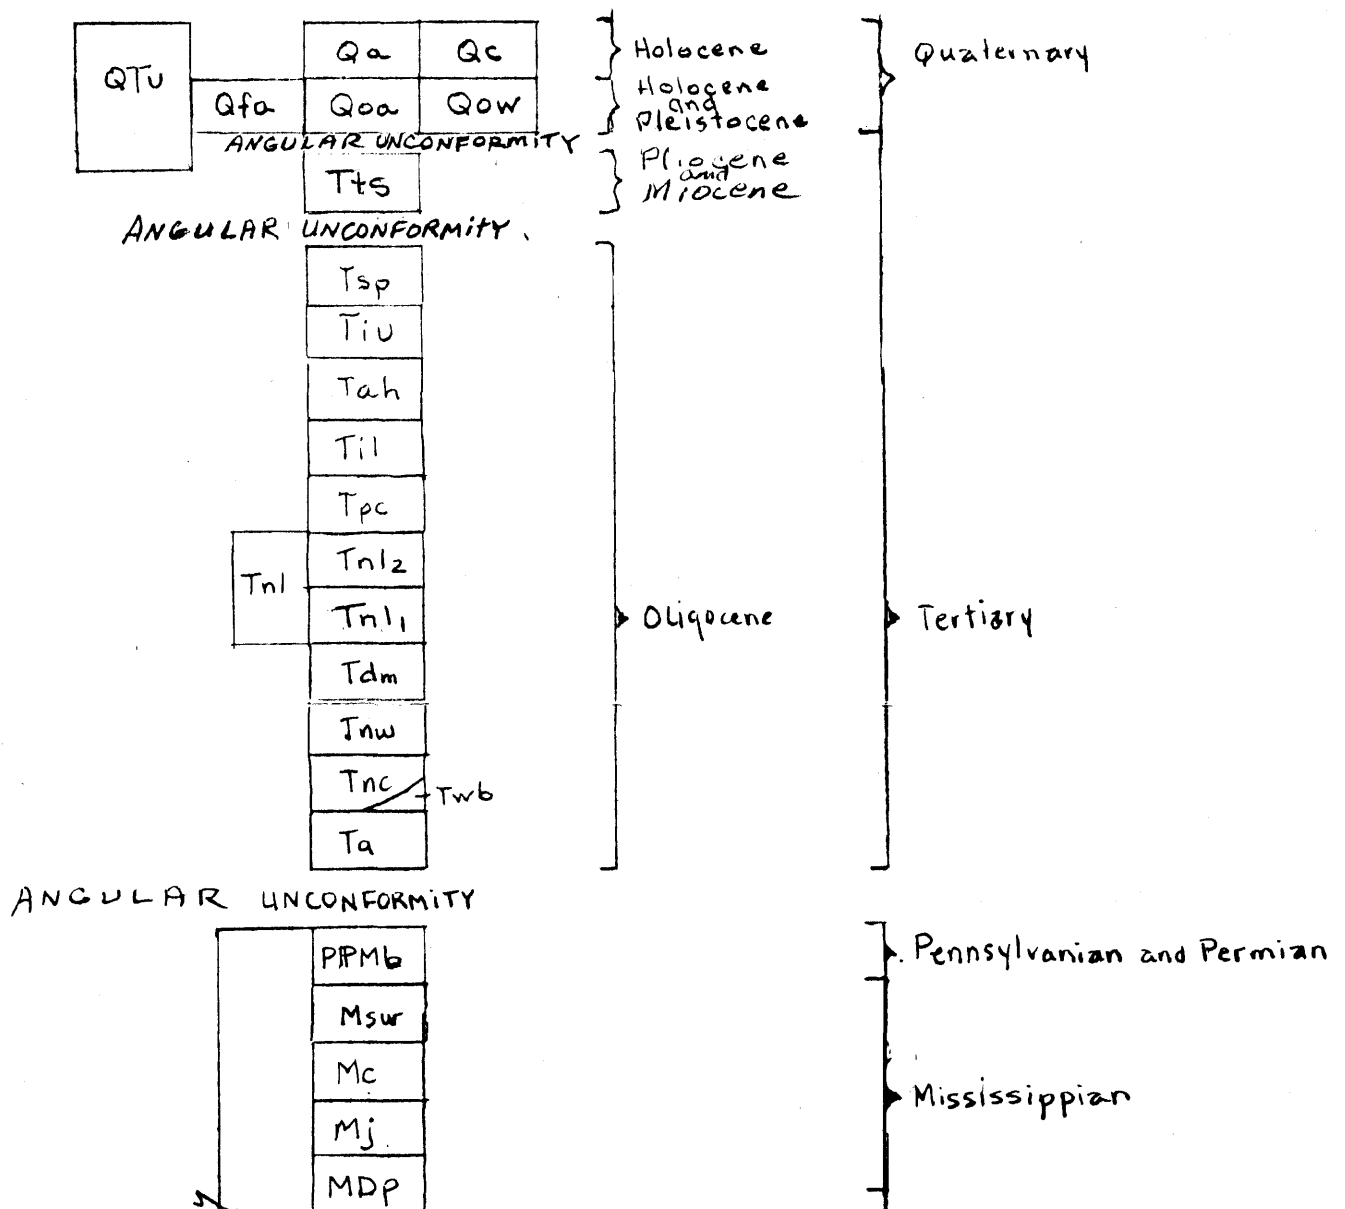 QTu
Qa Qc
Holocene
Quaternary
Qfa Qoa Qow
Holocene
and
Pleistocene
ANGULAR UNCONFORMITY
Tts
Pliocene
and
Miocene
ANGULAR UNCONFORMITY.
Tsp
Tiu
Tah
Til
Tpc
Tnl
Tnl2
Tnl1
Oligocene
Tertiary
Tdm
Tnw
Tnc
Twb
Ta
ANGULAR UNCONFORMITY
PIPMb
Pennsylvanian and Permian
Msw
Mc
Mj
Mississippian
MDp